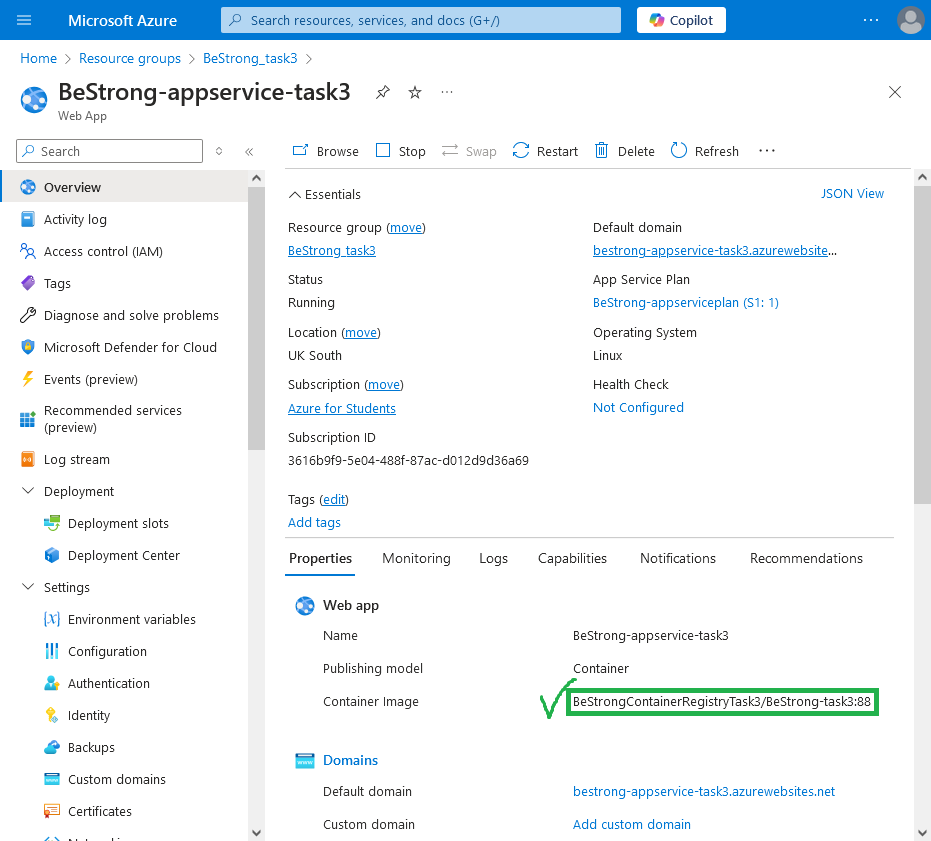 Microsoft Azure
Search resources, services, and docs (G+/)
Copilot
Home > Resource groups > BeStrong_task3 >
BeStrong-appservice-task3
Web App
Search
Browse Stop Swap Restart Delete Refresh
Overview
Activity log
Access control (IAM)
Tags
Diagnose and solve problems
Microsoft Defender for Cloud
Events (preview)
Recommended services
(preview)
Log stream
Deployment
Deployment slots
Deployment Center
Settings
Environment variables
Configuration
Authentication
Identity
Backups
Custom domains
Certificates
Essentials
JSON View
Resource group (move)
BeStrong_task3
Status
Running
Location (move)
UK South
Subscription (move)
Azure for Students
Subscription ID
3616b9f9-5e04-488f-87ac-d012d9d36a69
Default domain
bestrong-appservice-task3.azurewebsite...
App Service Plan
BeStrong-appserviceplan (S1: 1)
Operating System
Linux
Health Check
Not Configured
Tags (edit)
Add tags
Properties Monitoring Logs Capabilities Notifications Recommendations
Web app
Name BeStrong-appservice-task3
Publishing model Container
Container Image BeStrongContainerRegistryTask3/BeStrong-task3:88
Domains
Default domain bestrong-appservice-task3.azurewebsites.net
Custom domain Add custom domain